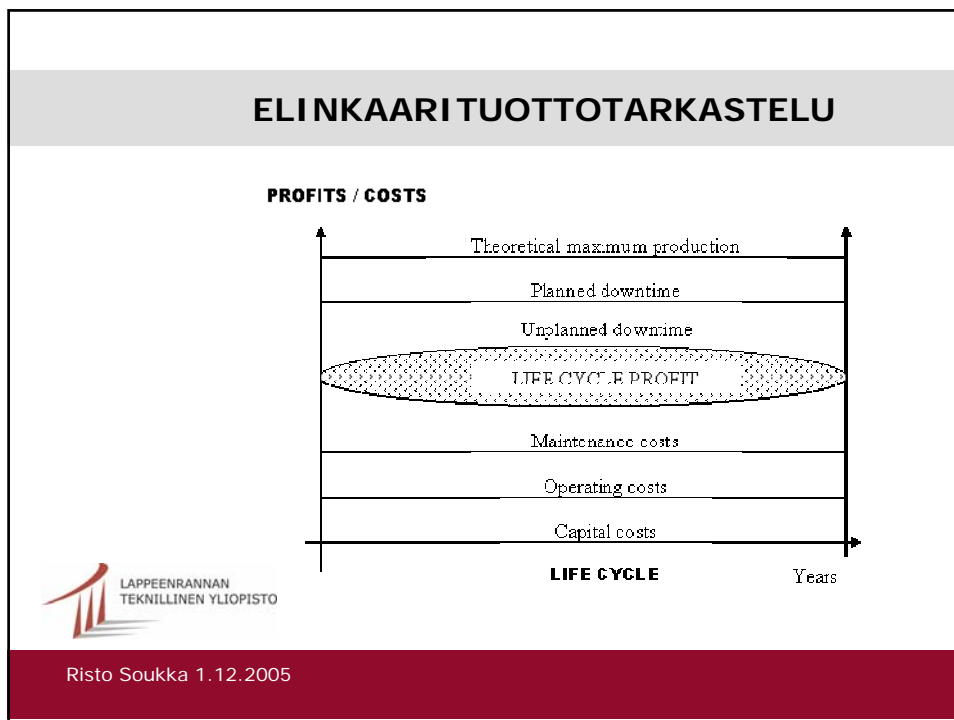 ELINKAARITUOTTOTARKASTELU
PROFITS / COSTS
Theoretical maximum production
Planned downtime
Unplanned downtime
LIFE CYCLE PROFIT
Maintenance costs
Operating costs
Capital costs
LIFE CYCLE
Years
LAPPEENRANNAN
TEKNILLINEN YLIOPISTO
Risto Soukka 1.12.2005